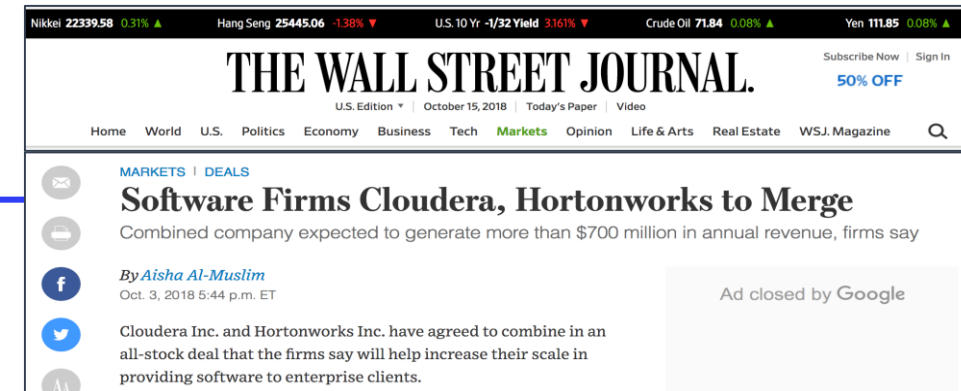 Nikkei 22339.58 0.31% ▲ Hang Seng 25445.06 -1.38% ▼ U.S. 10 Yr -1/32 Yield 3.161% ▼ Crude Oil 71.84 0.08% ▲ Yen 111.85 0.08% ▲
THE WALL STREET JOURNAL.
Subscribe Now | Sign In
50% OFF
U.S. Edition ▼ | October 15, 2018 | Today's Paper | Video
Home World U.S. Politics Economy Business Tech Markets Opinion Life & Arts Real Estate WSJ. Magazine
MARKETS | DEALS
Software Firms Cloudera, Hortonworks to Merge
Combined company expected to generate more than $700 million in annual revenue, firms say
By Aisha Al-Muslim
Oct. 3, 2018 5:44 p.m. ET
Ad closed by Google
Cloudera Inc. and Hortonworks Inc. have agreed to combine in an
all-stock deal that the firms say will help increase their scale in
providing software to enterprise clients.
f
AA